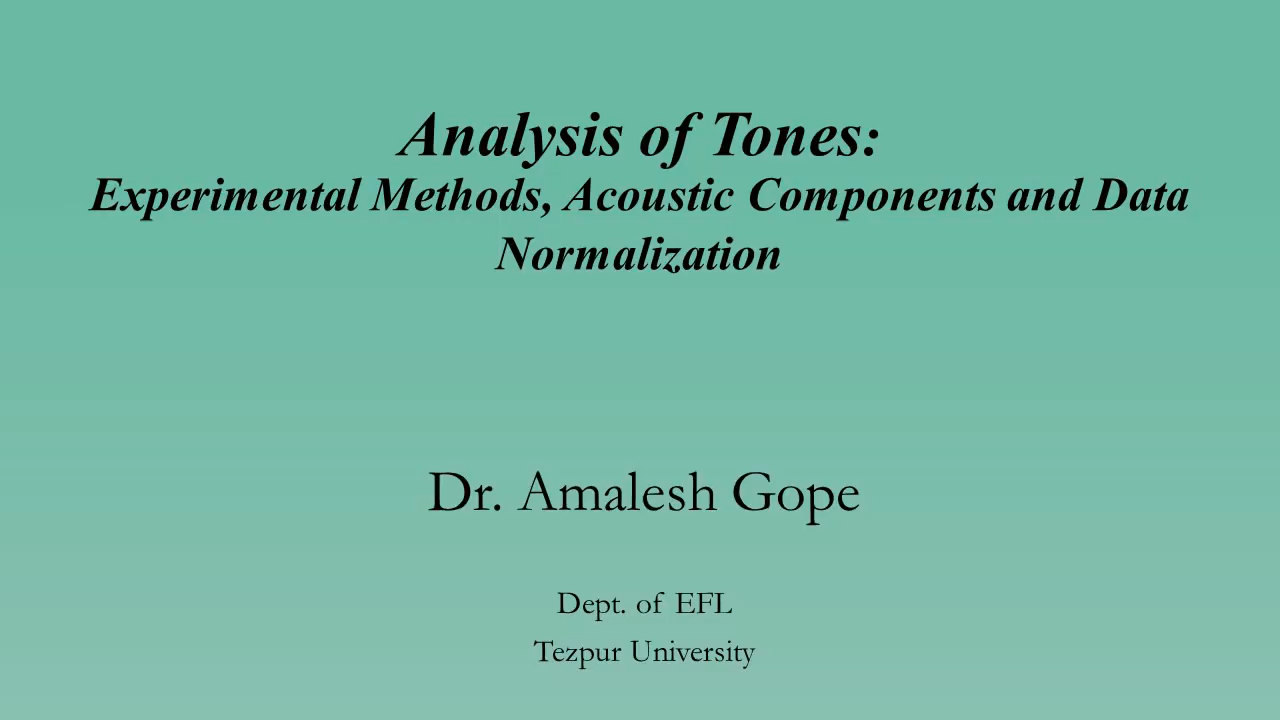 Analysis of Tones:
Experimental Methods, Acoustic Components and Data
Normalization
Dr. Amalesh Gope
Dept. of EFL
Tezpur University